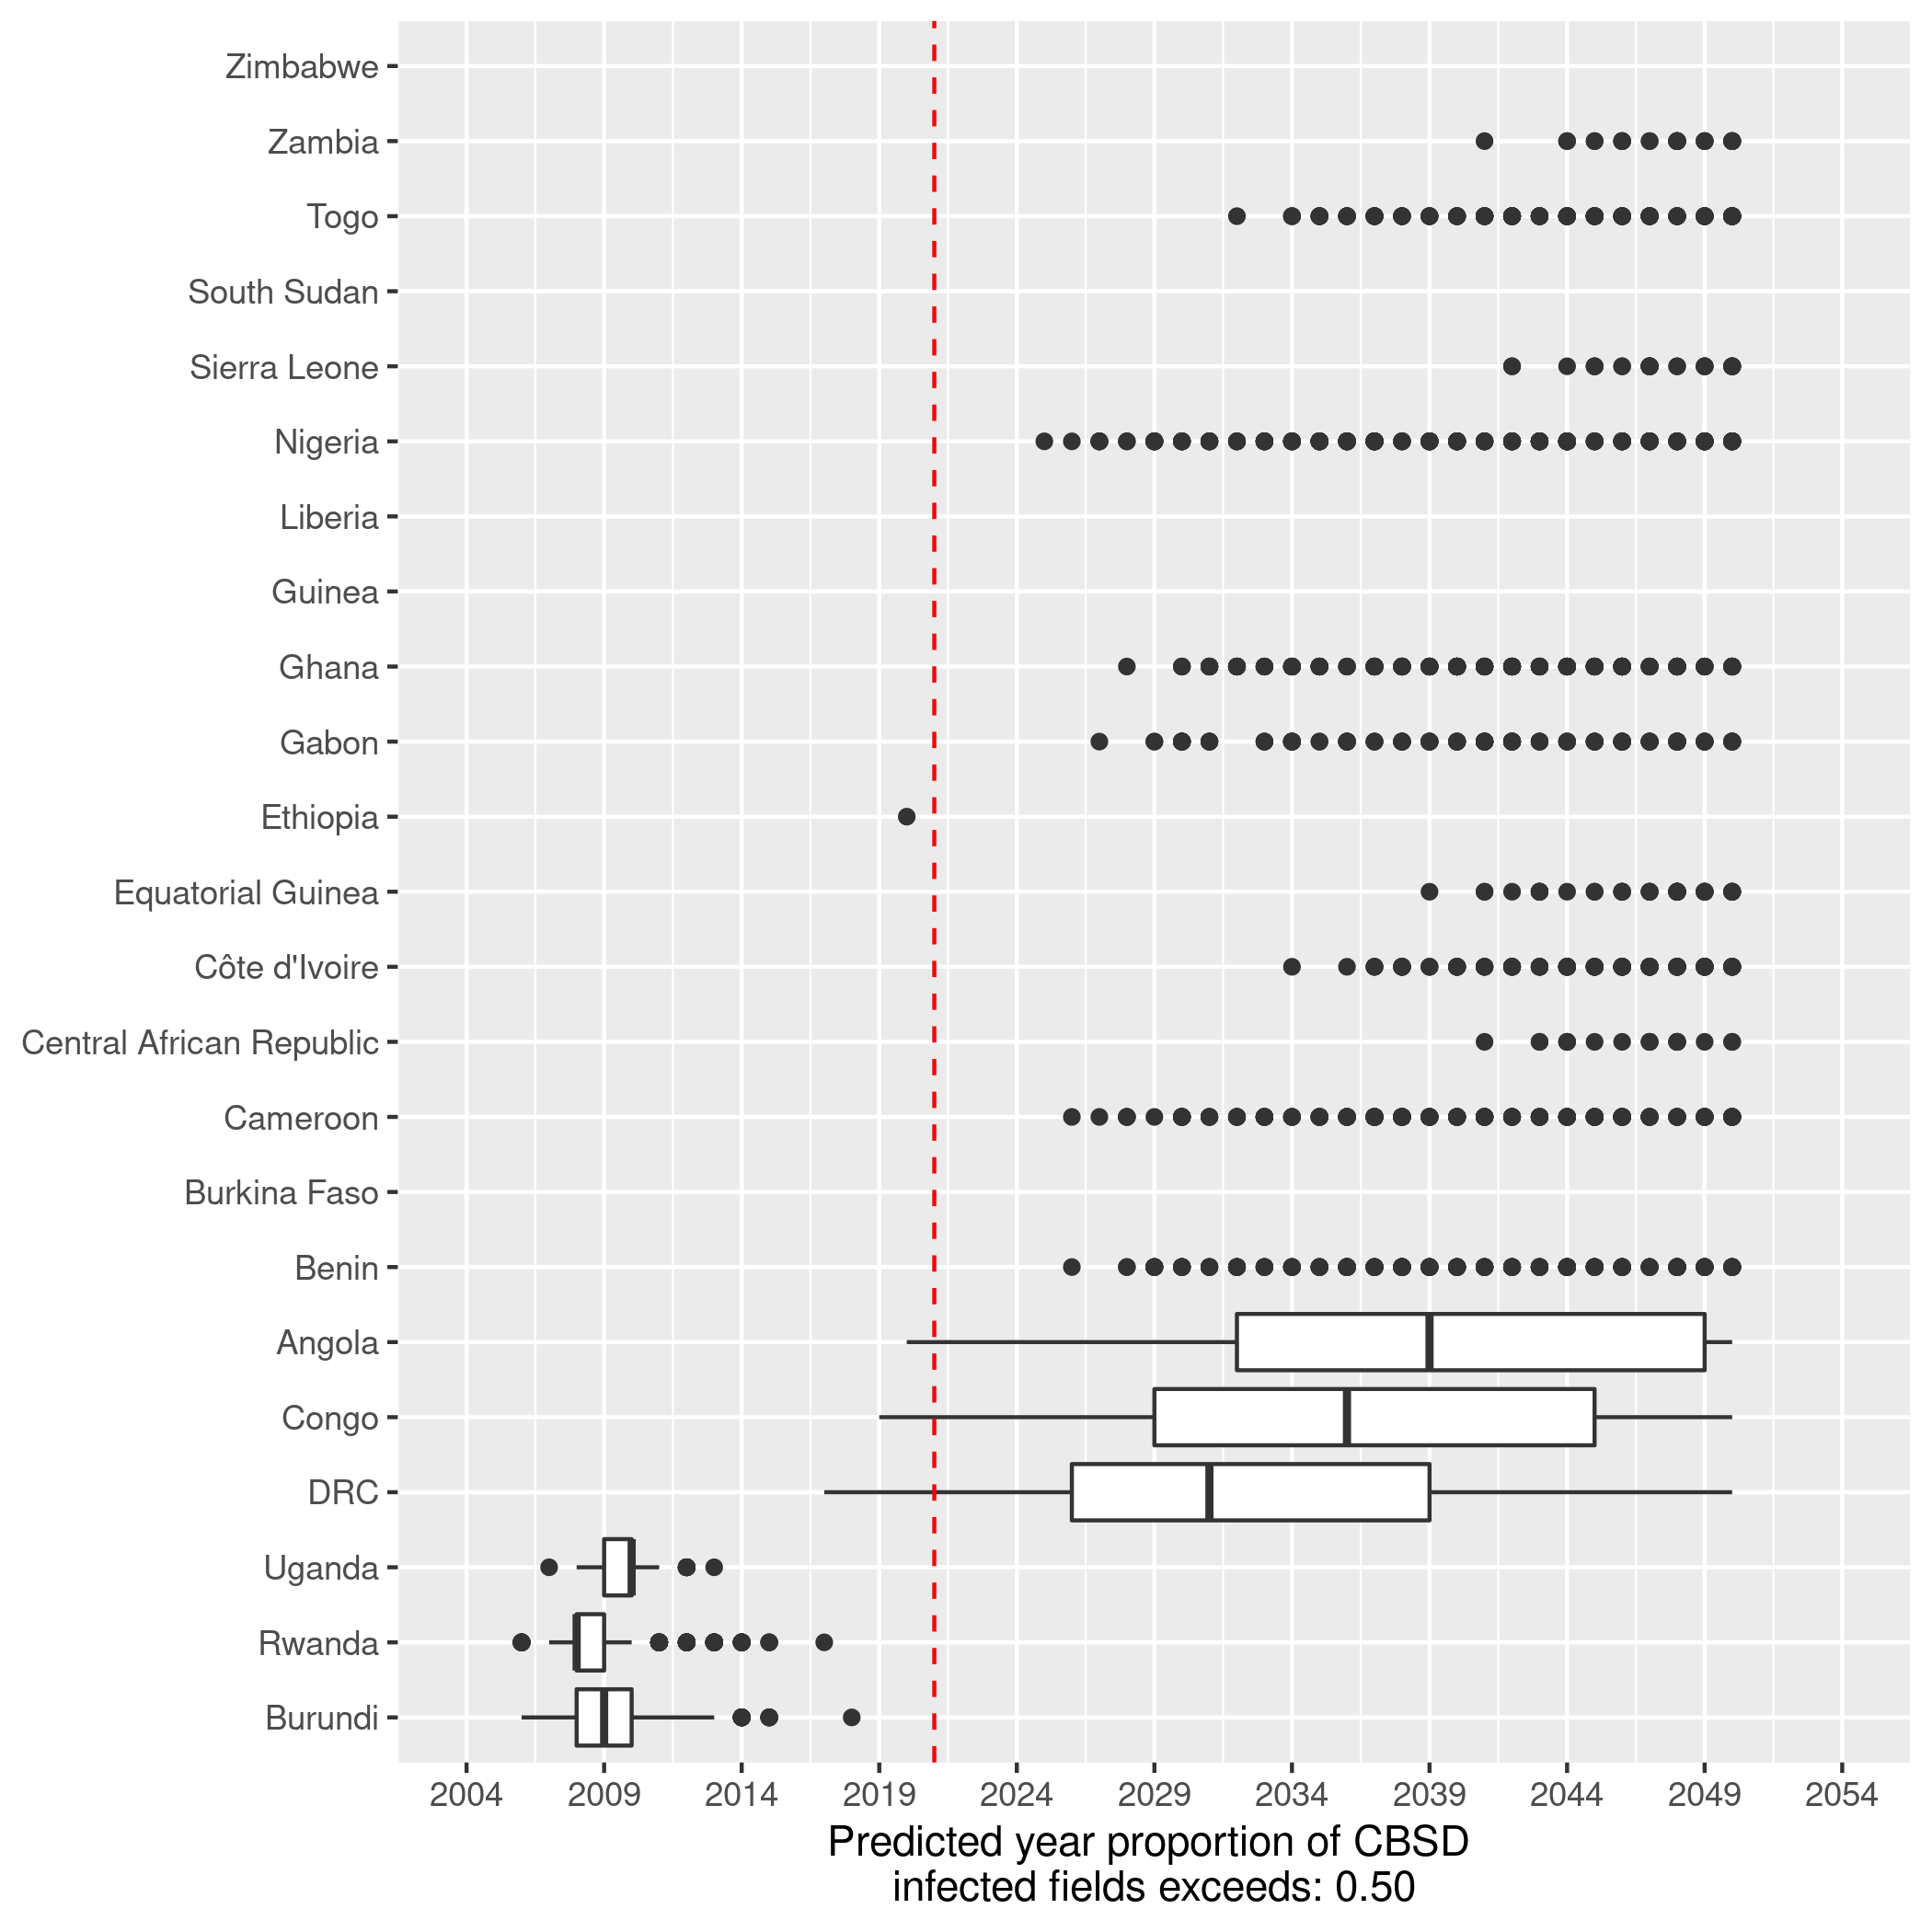 Zimbabwe
Zambia
Togo
South Sudan
Sierra Leone
Nigeria
Liberia
Guinea
Ghana
Gabon
Ethiopia
Equatorial Guinea
Côte d'Ivoire
Central African Republic
Cameroon
Burkina Faso
Benin
Angola
Congo
DRC
Uganda
Rwanda
Burundi
2004 2009 2014 2019 2024 2029 2034 2039 2044 2049 2054
Predicted year proportion of CBSD
infected fields exceeds: 0.50